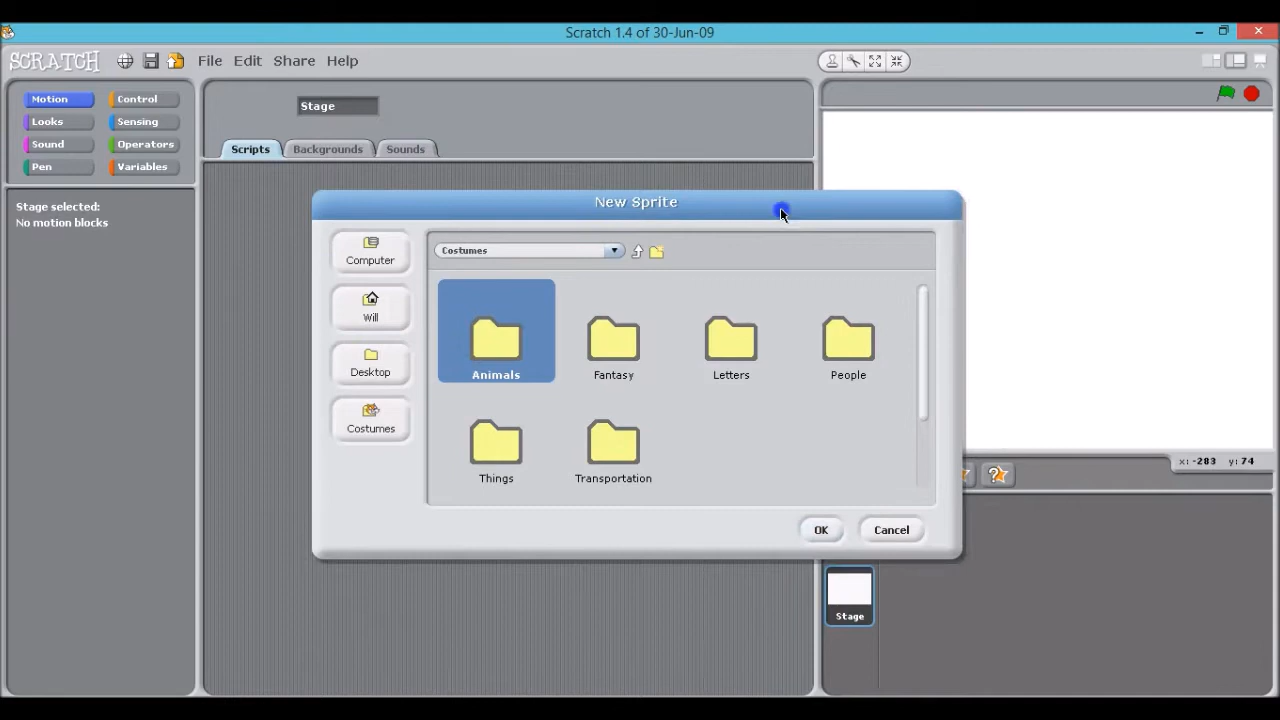 Scratch 1.4 of 30-Jun-09
SCRATCH File Edit Share Help
Motion Control
Looks Sensing
Sound Operators
Pen Variables
Stage selected:
No motion blocks
Stage
Scripts Backgrounds Sounds
New Sprite
Computer
Will
Desktop
Costumes
Costumes
Animals Fantasy Letters People
Things Transportation
OK Cancel
x: -283 y: 74
Stage